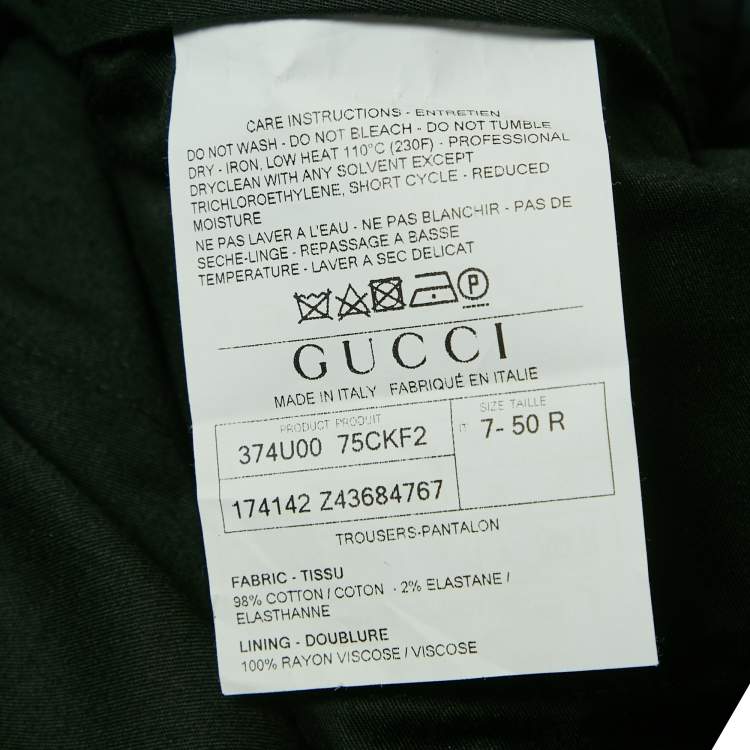 CARE INSTRUCTIONS - ENTRETIEN
DO NOT WASH - DO NOT BLEACH - DO NOT TUMBLE
DRY - IRON, LOW HEAT 110°C (230F) - PROFESSIONAL
DRYCLEAN WITH ANY SOLVENT EXCEPT
TRICHLOROETHYLENE, SHORT CYCLE - REDUCED
MOISTURE
NE PAS LAVER A L'EAU - NE PAS BLANCHIR - PAS DE
SECHE-LINGE - REPASSAGE A BASSE
TEMPERATURE - LAVER A SEC DELICAT
P
GUCCI
MADE IN ITALY FABRIQUÉ EN ITALIE
PRODUCT PRODUIT
374U00 75CKF2
174142 Z43684767
SIZE TAILLE
IT 7- 50 R
TROUSERS-PANTALON
FABRIC - TISSU
98% COTTON / COTON - 2% ELASTANE /
ELASTHANNE
LINING - DOUBLURE
100% RAYON VISCOSE / VISCOSE